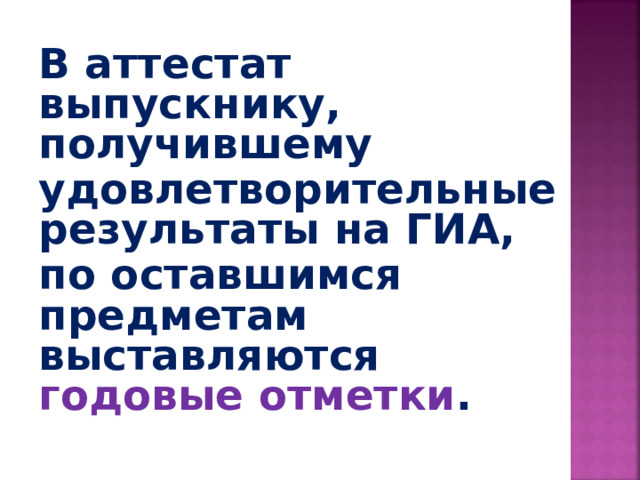 В аттестат
выпускнику,
получившему
удовлетворительные
результаты на ГИА,
по оставшимся
предметам
выставляются
годовые отметки.